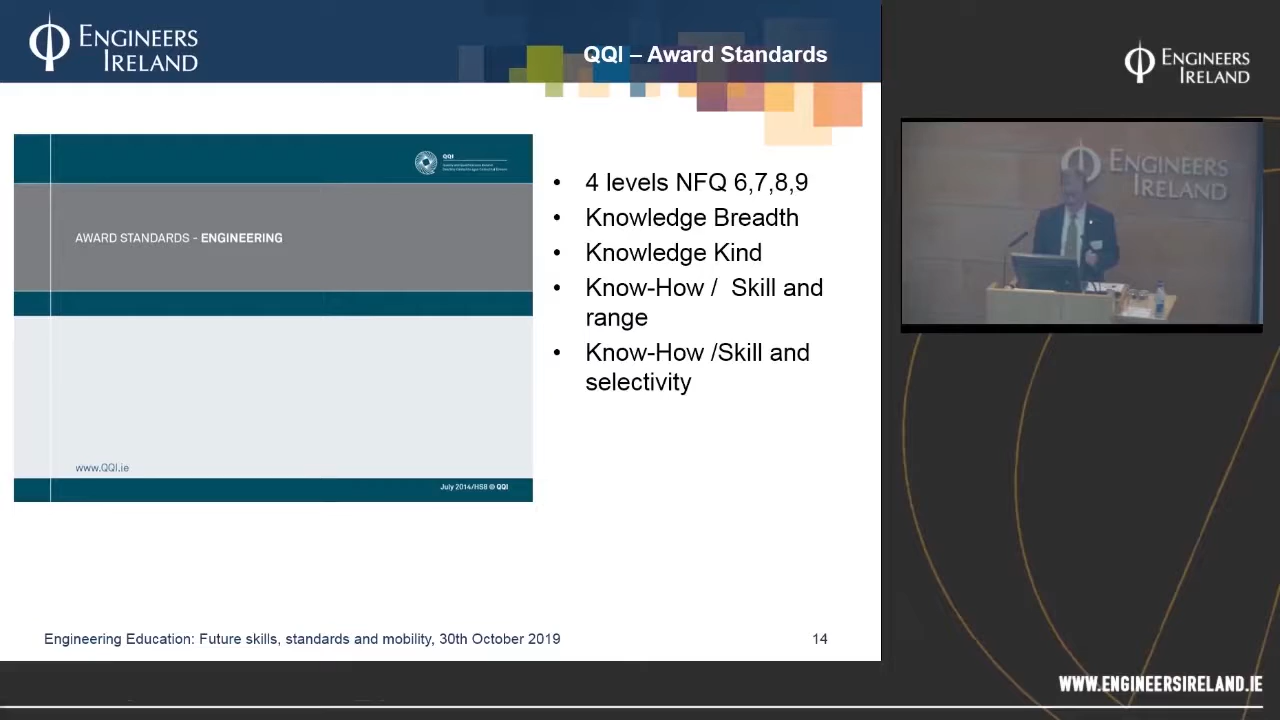 ENGINEERS
IRELAND
QQI – Award Standards
QQI
AWARD STANDARDS - ENGINEERING
www.QQI.ie
July 2014/HS8 © QQI
• 4 levels NFQ 6,7,8,9
• Knowledge Breadth
• Knowledge Kind
• Know-How / Skill and
range
• Know-How /Skill and
selectivity
Engineering Education: Future skills, standards and mobility, 30th October 2019
14
ENGINEERS
IRELAND
ENGINEERS
IRELAND
WWW.ENGINEERSIRELAND.IE